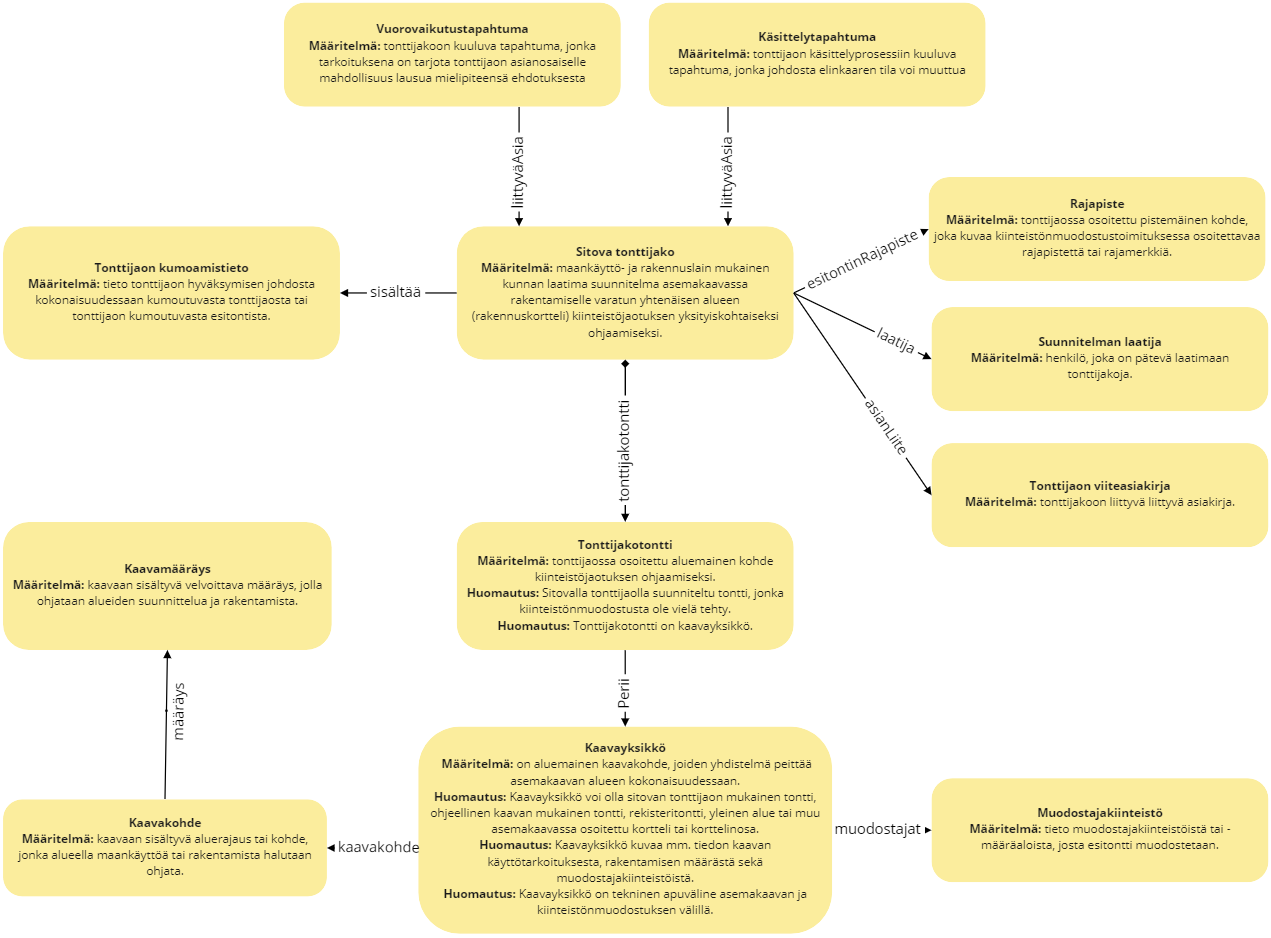 Vuorovaikutustapahtuma
Määritelmä: tonttijakoon kuuluva tapahtuma, jonka
tarkoituksena on tarjota tonttijaon asianosaiselle
mahdollisuus lausua mielipiteensä ehdotuksesta
Käsittelytapahtuma
Määritelmä: tonttijaon käsittelyprosessiin kuuluva
tapahtuma, jonka johdosta elinkaaren tila voi muuttua
liittyväAsia
liittyväAsia
Tonttijaon kumoamistieto
Määritelmä: tieto tonttijaon hyväksymisen johdosta
kokonaisuudessaan kumoutuvasta tonttijaosta tai
tonttijaon kumoutuvasta esitontista.
sisältää
Sitova tonttijako
Määritelmä: maankäyttö- ja rakennuslain mukainen
kunnan laatima suunnitelma asemakaavassa
rakentamiselle varatun yhtenäisen alueen
(rakennuskortteli) kiinteistöjaotuksen yksityiskohtaiseksi
ohjaamiseksi.
esitontinRajapiste
Rajapiste
Määritelmä: tonttijaossa osoitettu pistemäinen kohde,
joka kuvaa kiinteistönmuodostustoimituksessa osoitettavaa
rajapistettä tai rajamerkkiä.
laatija
Suunnitelman laatija
Määritelmä: henkilö, joka on pätevä laatimaan
tonttijakoja.
asianLiite
Tonttijaon viiteasiakirja
Määritelmä: tonttijakoon liittyvä liittyvä asiakirja.
tonttijakotontti
Kaavamääräys
Määritelmä: kaavaan sisältyvä velvoittava määräys, jolla
ohjataan alueiden suunnittelua ja rakentamista.
Tonttijakotontti
Määritelmä: tonttijaossa osoitettu aluemainen kohde
kiinteistöjaotuksen ohjaamiseksi.
Huomautus: Sitovalla tonttijaolla suunniteltu tontti, jonka
kiinteistönmuodostusta ole vielä tehty.
Huomautus: Tonttijakotontti on kaavayksikkö.
määräys
Perii
Kaavakohde
Määritelmä: kaavaan sisältyvä aluerajaus tai kohde,
jonka alueella maankäyttöä tai rakentamista halutaan
ohjata.
kaavakohde
Kaavayksikkö
Määritelmä: on aluemainen kaavakohde, joiden yhdistelmä peittää
asemakaavan alueen kokonaisuudessaan.
Huomautus: Kaavayksikkö voi olla sitovan tonttijaon mukainen tontti,
ohjeellinen kaavan mukainen tontti, rekisteritontti, yleinen alue tai muu
asemakaavassa osoitettu kortteli tai korttelinosa.
Huomautus: Kaavayksikkö kuvaa mm. tiedon kaavan
käyttötarkoituksesta, rakentamisen määrästä sekä
muodostajakiinteistöistä.
Huomautus: Kaavayksikkö on tekninen apuväline asemakaavan ja
kiinteistönmuodostuksen välillä.
muodostajat
Muodostajakiinteistö
Määritelmä: tieto muodostajakiinteistöistä tai -
määräaloista, josta esitontti muodostetaan.